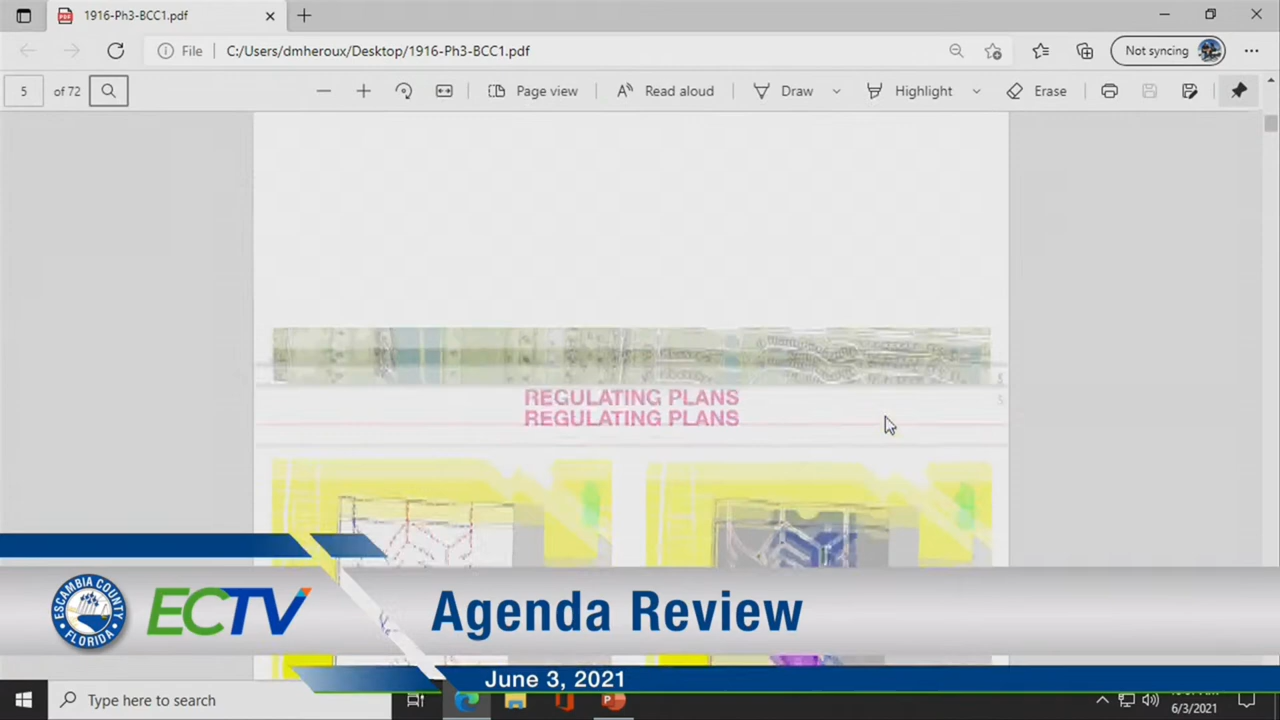 1916-Ph3-BCC1.pdf
File C:/Users/dmheroux/Desktop/1916-Ph3-BCC1.pdf Not syncing
5 of 72 Page view Read aloud Draw Highlight Erase
5
5
REGULATING PLANS
REGULATING PLANS
ESCAMBIA COUNTY
FLORIDA
ECTV
Agenda Review
June 3, 2021
Type here to search
6/3/2021